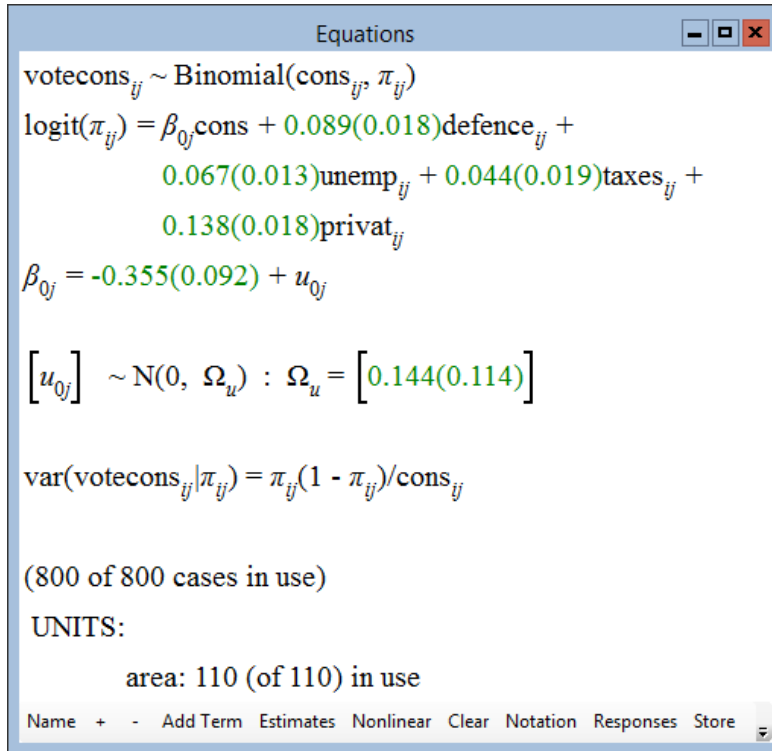 Equations
votecons_ij ~ Binomial(cons_ij, π_ij)
logit(π_ij) = β_0jcons + 0.089(0.018)defence_ij +
0.067(0.013)unemp_ij + 0.044(0.019)taxes_ij +
0.138(0.018)privat_ij
β_0j = -0.355(0.092) + u_0j
[u_0j] ~ N(0, Ω_u) : Ω_u = [0.144(0.114)]
var(votecons_ij|π_ij) = π_ij(1 - π_ij)/cons_ij
(800 of 800 cases in use)
UNITS:
area: 110 (of 110) in use
Name + - Add Term Estimates Nonlinear Clear Notation Responses Store